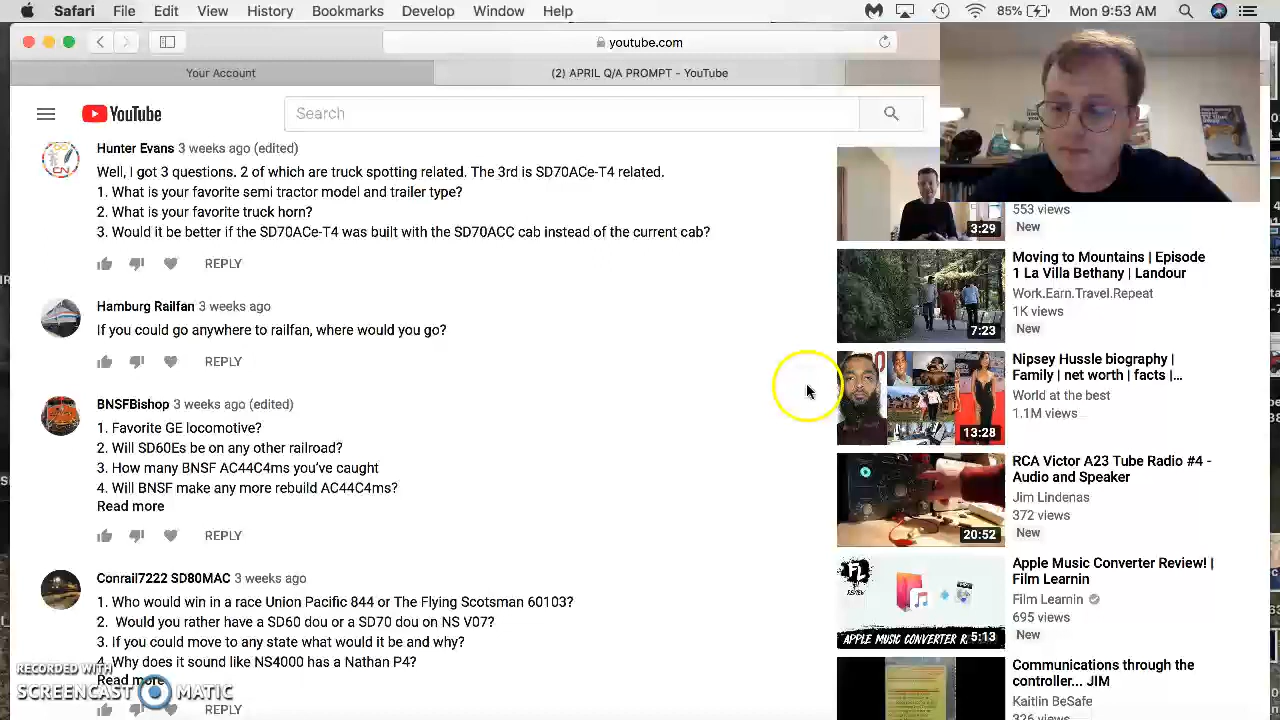 Safari File Edit View History Bookmarks Develop Window Help 85% Mon 9:53 AM
youtube.com
Your Account (2) APRIL Q/A PROMPT - YouTube
YouTube Search
Hunter Evans 3 weeks ago (edited)
Well, I got 3 questions. 2 of which are truck spotting related. The 3rd is SD70ACe-T4 related.
1. What is your favorite semi tractor model and trailer type?
2. What is your favorite truck horn?
3. Would it be better if the SD70ACe-T4 was built with the SD70ACC cab instead of the current cab?
REPLY
Hamburg Railfan 3 weeks ago
If you could go anywhere to railfan, where would you go?
REPLY
BNSFBishop 3 weeks ago (edited)
1. Favorite GE locomotive?
2. Will SD60Es be on any other railroad?
3. How many BNSF AC44C4ms you've caught
4. Will BNSF make any more rebuild AC44C4ms?
Read more
REPLY
Conrail7222 SD80MAC 3 weeks ago
1. Who would win in a race Union Pacific 844 or The Flying Scotsman 60103?
2. Would you rather have a SD60 dou or SD70 dou on NS V07?
3. If you could move to any state what would it be and why?
4. Why does it sound like NS4000 has a Nathan P4?
Read more
REPLY
RECORDED WITH
SCREENCAST MATIC
3:29
553 views
New
7:23
Moving to Mountains | Episode
1 La Villa Bethany | Landour
Work.Earn.Travel.Repeat
1K views
New
13:28
Nipsey Hussle biography |
Family | net worth | facts |...
World at the best
1.1M views
20:52
RCA Victor A23 Tube Radio #4 -
Audio and Speaker
Jim Lindenas
372 views
New
FL
REVIEW
APPLE MUSIC CONVERTER R
5:13
Apple Music Converter Review! |
Film Learnin
Film Learnin
695 views
New
Communications through the
controller... JIM
Kaitlin BeSafe
326 views